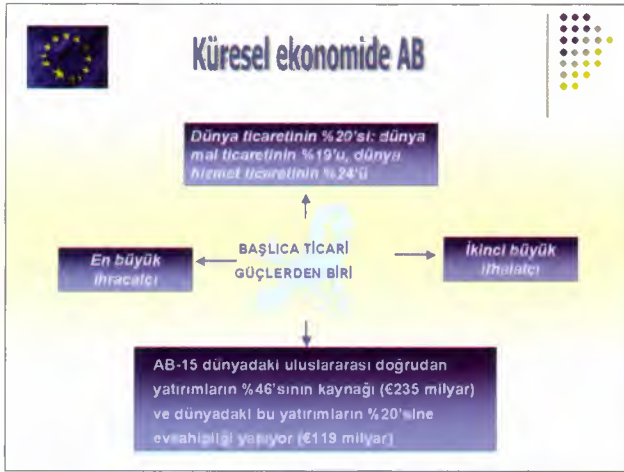 Küresel ekonomide AB
Dünya ticaretinin %20'si: dünya
mal ticaretinin %19'u, dünya
hizmet ticaretinin %24'ü
BAŞLICA TİCARİ
GÜÇLERDEN BİRİ
En büyük
ihracatçı
İkinci büyük
ithalatçı
AB-15 dünyadaki uluslararası doğrudan
yatırımların %46'sının kaynağı (€235 milyar)
ve dünyadaki bu yatırımların %20'sine
evsahipliği yapıyor (€119 milyar)